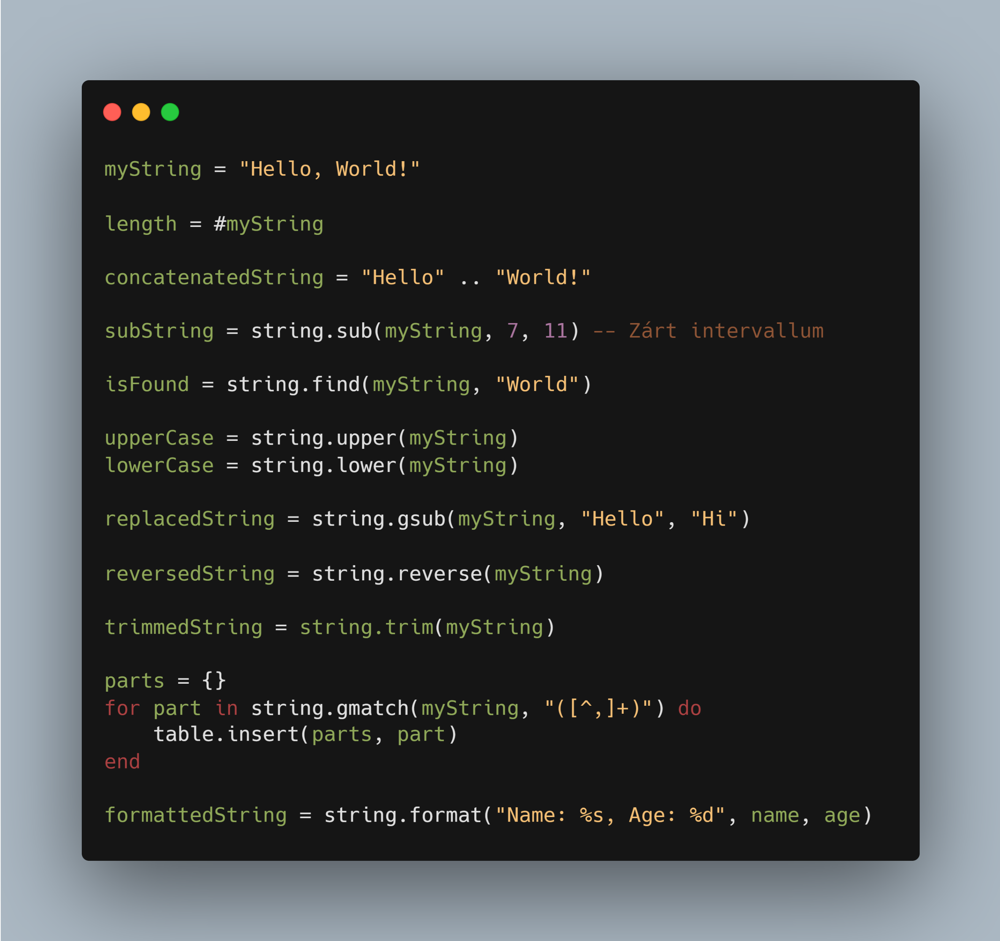 myString = "Hello, World!"
length = #myString
concatenatedString = "Hello" .. "World!"
subString = string.sub(myString, 7, 11) -- Zárt intervallum
isFound = string.find(myString, "World")
upperCase = string.upper(myString)
lowerCase = string.lower(myString)
replacedString = string.gsub(myString, "Hello", "Hi")
reversedString = string.reverse(myString)
trimmedString = string.trim(myString)
parts = {}
for part in string.gmatch(myString, "([^,]+)") do
    table.insert(parts, part)
end
formattedString = string.format("Name: %s, Age: %d", name, age)